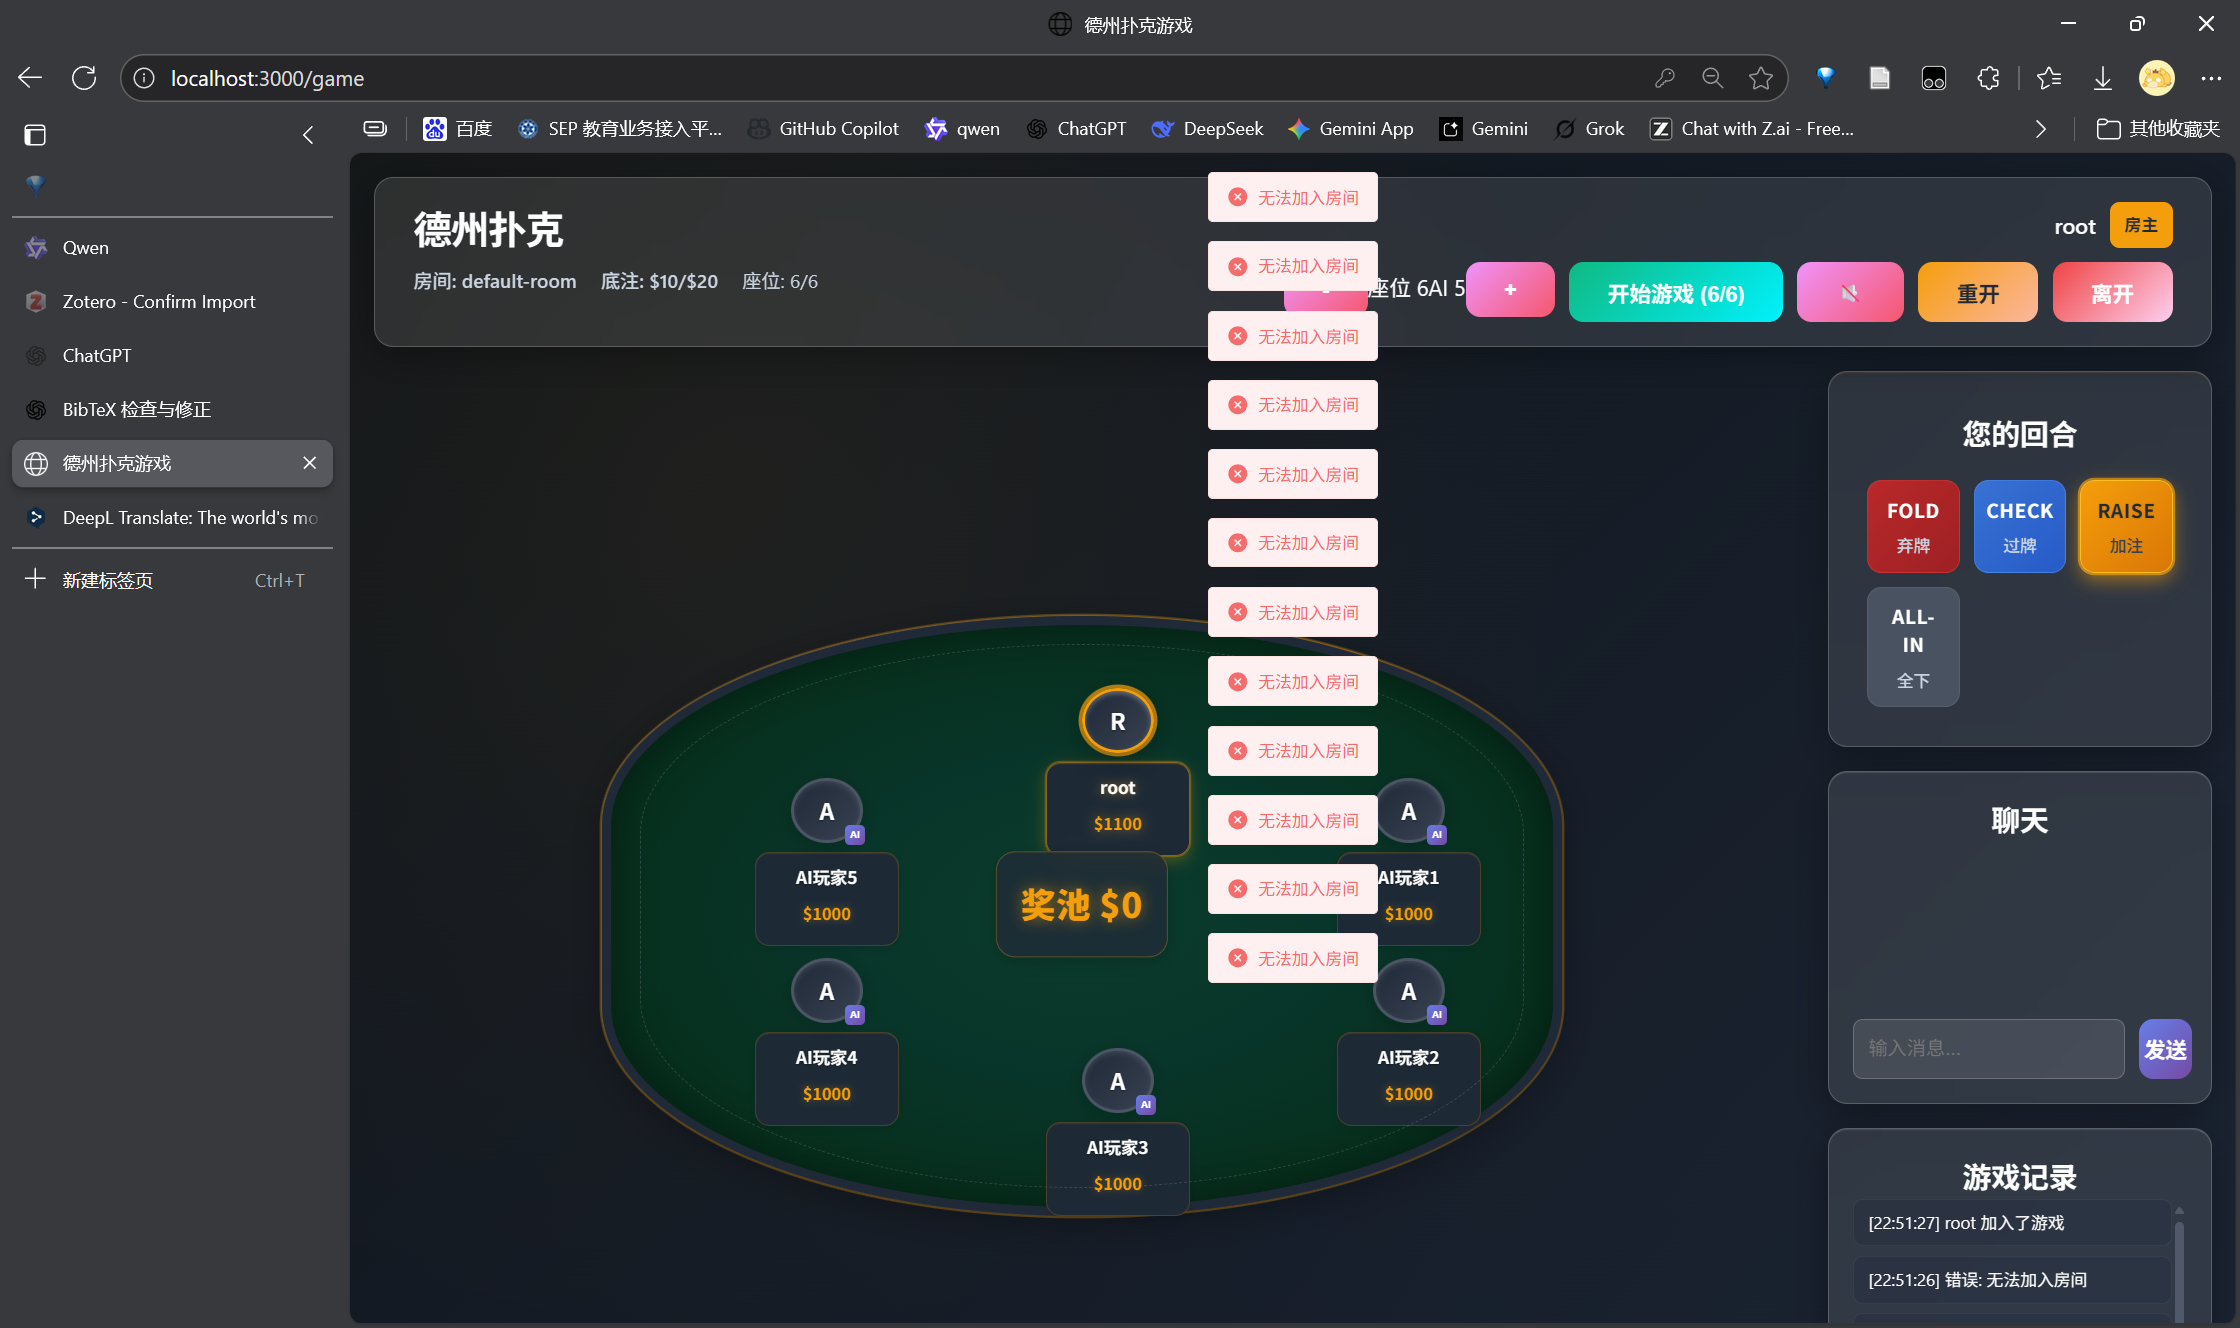 德州扑克游戏
localhost:3000/game
百度
SEP 教育业务接入平...
GitHub Copilot
qwen
ChatGPT
DeepSeek
Gemini App
Gemini
Grok
Chat with Z.ai - Free...
其他收藏夹
Qwen
Zotero - Confirm Import
ChatGPT
BibTeX 检查与修正
德州扑克游戏
DeepL Translate: The world's mo
新建标签页
Ctrl+T
德州扑克
房间: default-room
底注: $10/$20
座位: 6/6
root
房主
座位 6AI 5
+
开始游戏 (6/6)
重开
离开
无法加入房间
无法加入房间
无法加入房间
无法加入房间
无法加入房间
无法加入房间
无法加入房间
无法加入房间
无法加入房间
无法加入房间
无法加入房间
无法加入房间
R
root
$1100
A
AI
AI玩家5
$1000
奖池 $0
A
AI
AI玩家1
$1000
A
AI
AI玩家4
$1000
A
AI
AI玩家2
$1000
A
AI
AI玩家3
$1000
您的回合
FOLD
弃牌
CHECK
过牌
RAISE
加注
ALL-
IN
全下
聊天
输入消息...
发送
游戏记录
[22:51:27] root 加入了游戏
[22:51:26] 错误: 无法加入房间